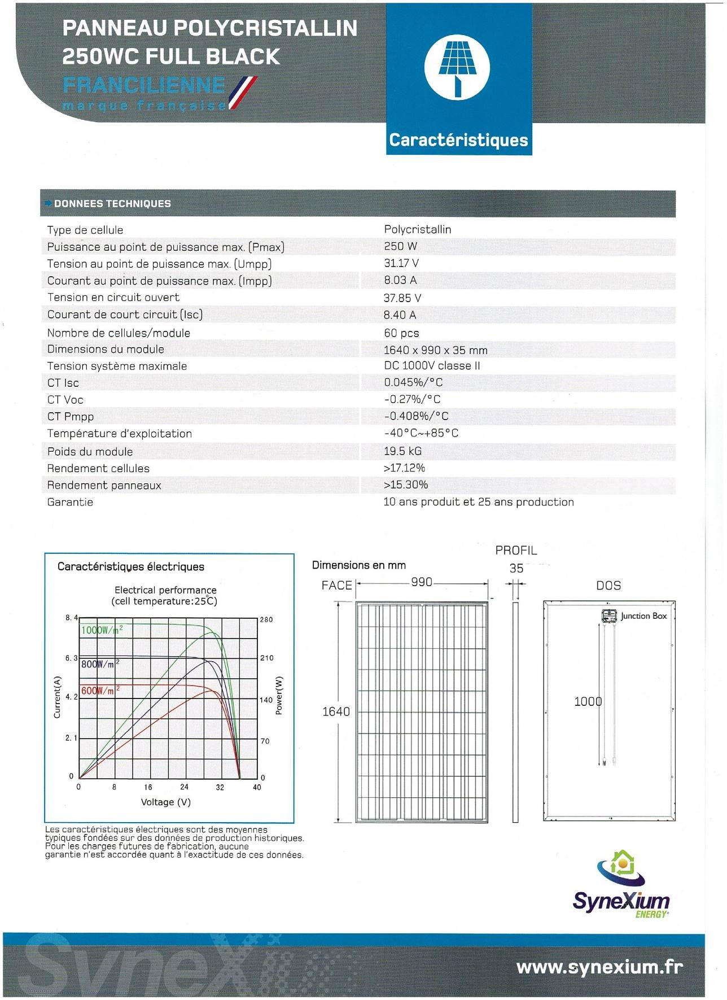 PANNEAU POLYCRISTALLIN
250WC FULL BLACK
FRANCILIENNE
marque française
Caractéristiques
DONNEES TECHNIQUES
Type de cellule Polycristallin
Puissance au point de puissance max. (Pmax) 250 W
Tension au point de puissance max. (Umpp) 31.17 V
Courant au point de puissance max. (Impp) 8.03 A
Tension en circuit ouvert 37.85 V
Courant de court circuit (Isc) 8.40 A
Nombre de cellules/module 60 pcs
Dimensions du module 1640 x 990 x 35 mm
Tension système maximale DC 1000V classe II
CT Isc 0.045%/°C
CT Voc -0.27%/°C
CT Pmpp -0.408%/°C
Température d'exploitation -40°C~+85°C
Poids du module 19.5 kG
Rendement cellules >17.12%
Rendement panneaux >15.30%
Garantie 10 ans produit et 25 ans production
Caractéristiques électriques
Electrical performance
(cell temperature:25℃)
8.4
6.3
4.2
2.1
0
Current(A)
1000W/m²
800W/m²
600W/m²
280
210
140
70
0
Power(W)
0 8 16 24 32 40
Voltage (V)
Les caractéristiques électriques sont des moyennes
typiques fondées sur des données de production historiques.
Pour les charges futures de fabrication, aucune
garantie n'est accordée quant à l'exactitude de ces données.
Dimensions en mm
FACE
990
1640
PROFIL
35
DOS
Junction Box
1000
SyneXium
ENERGY®
SyneXium
www.synexium.fr